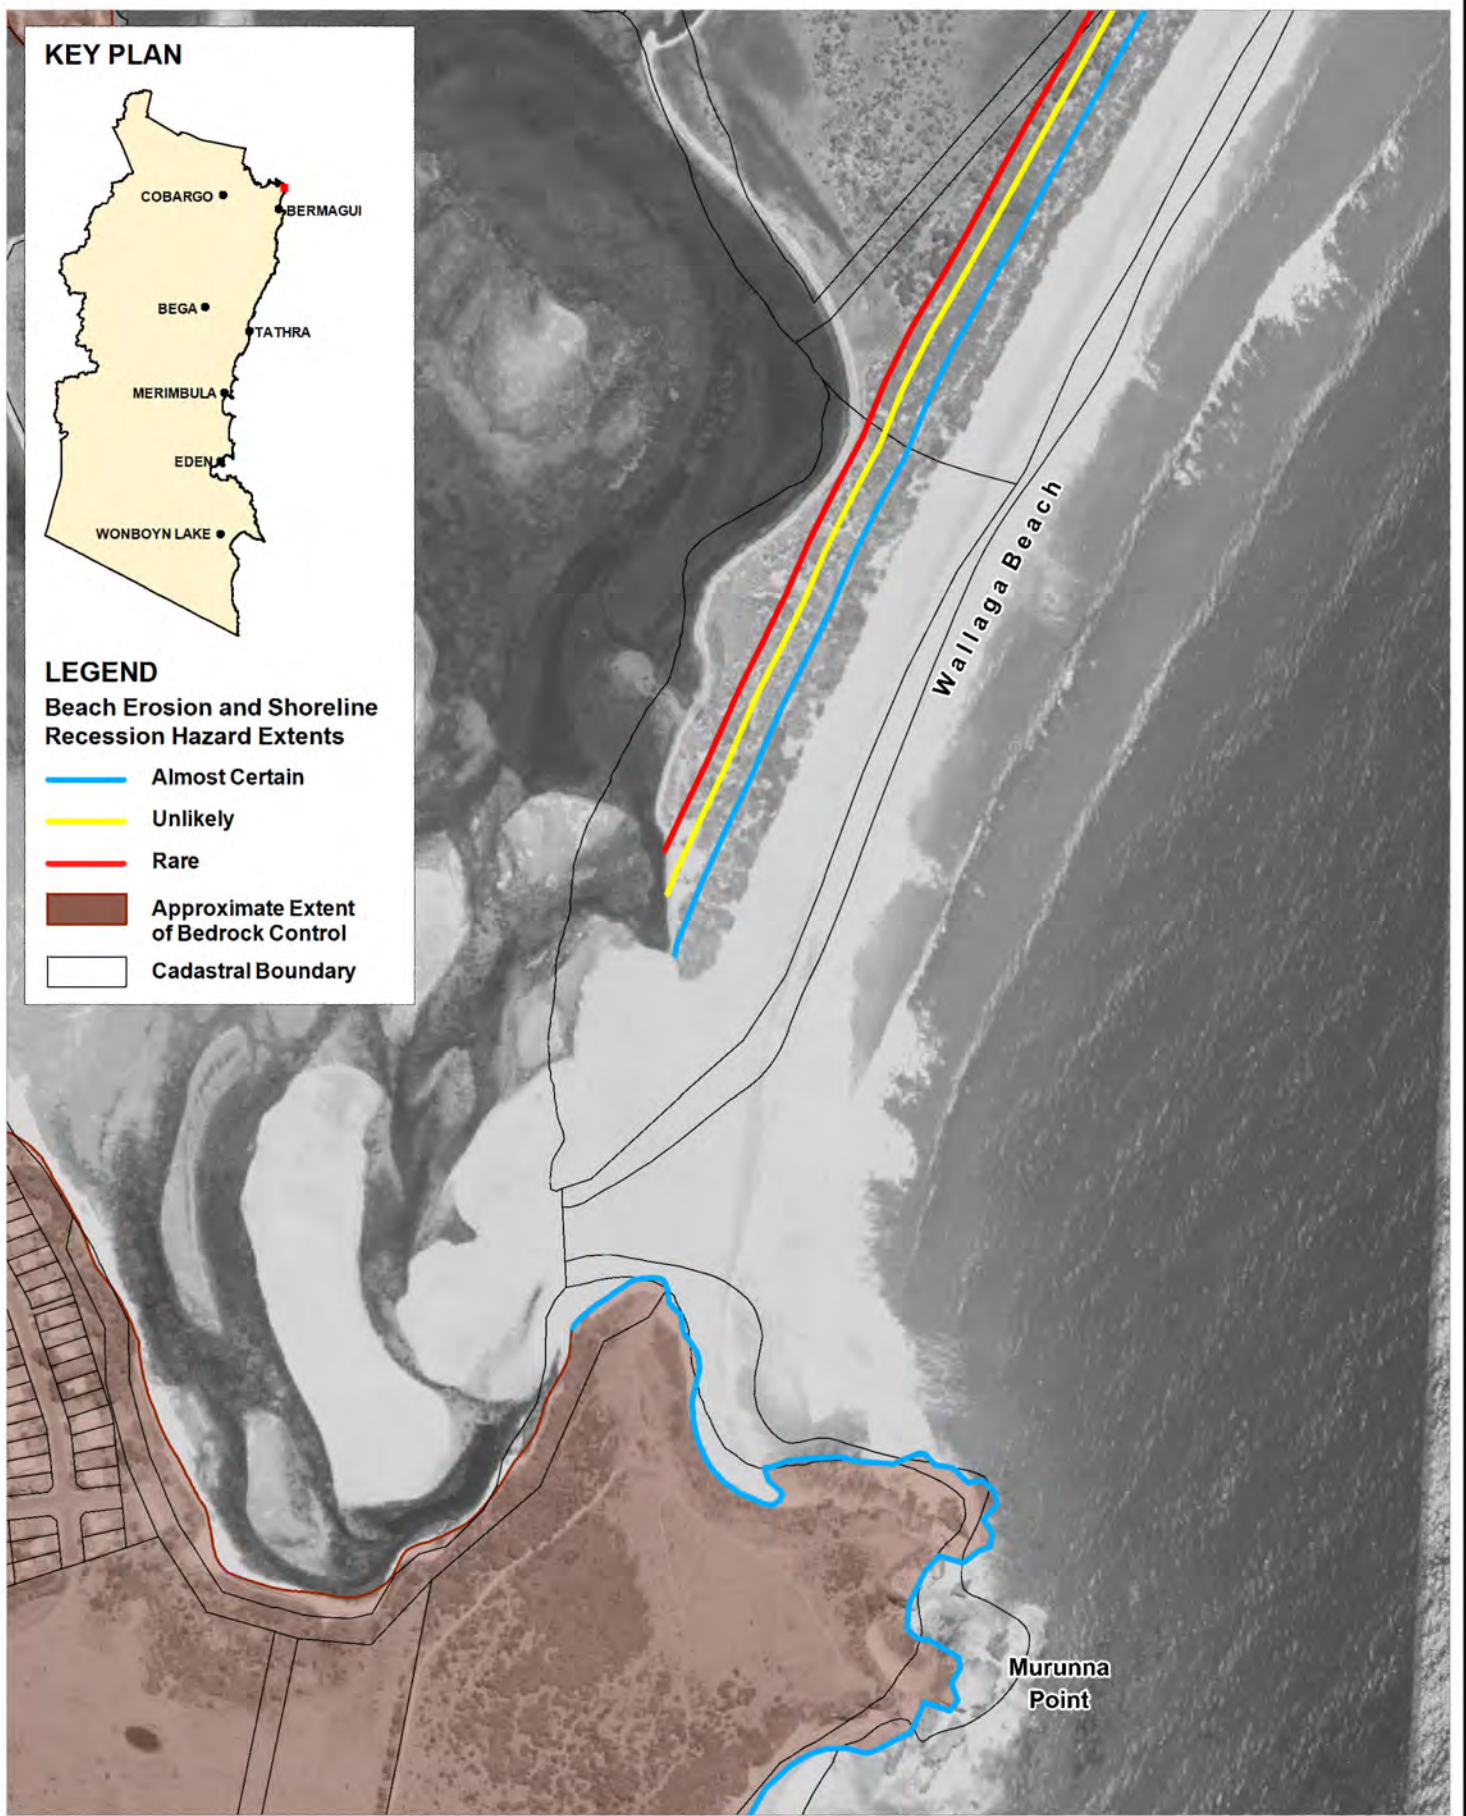 KEY PLAN
COBARGO
BERMAGUI
BEGA
TATHRA
MERIMBULA
EDEN
WONBOYN LAKE
LEGEND
Beach Erosion and Shoreline
Recession Hazard Extents
Almost Certain
Unlikely
Rare
Approximate Extent
of Bedrock Control
Cadastral Boundary
Wallaga Beach
Murunna
Point